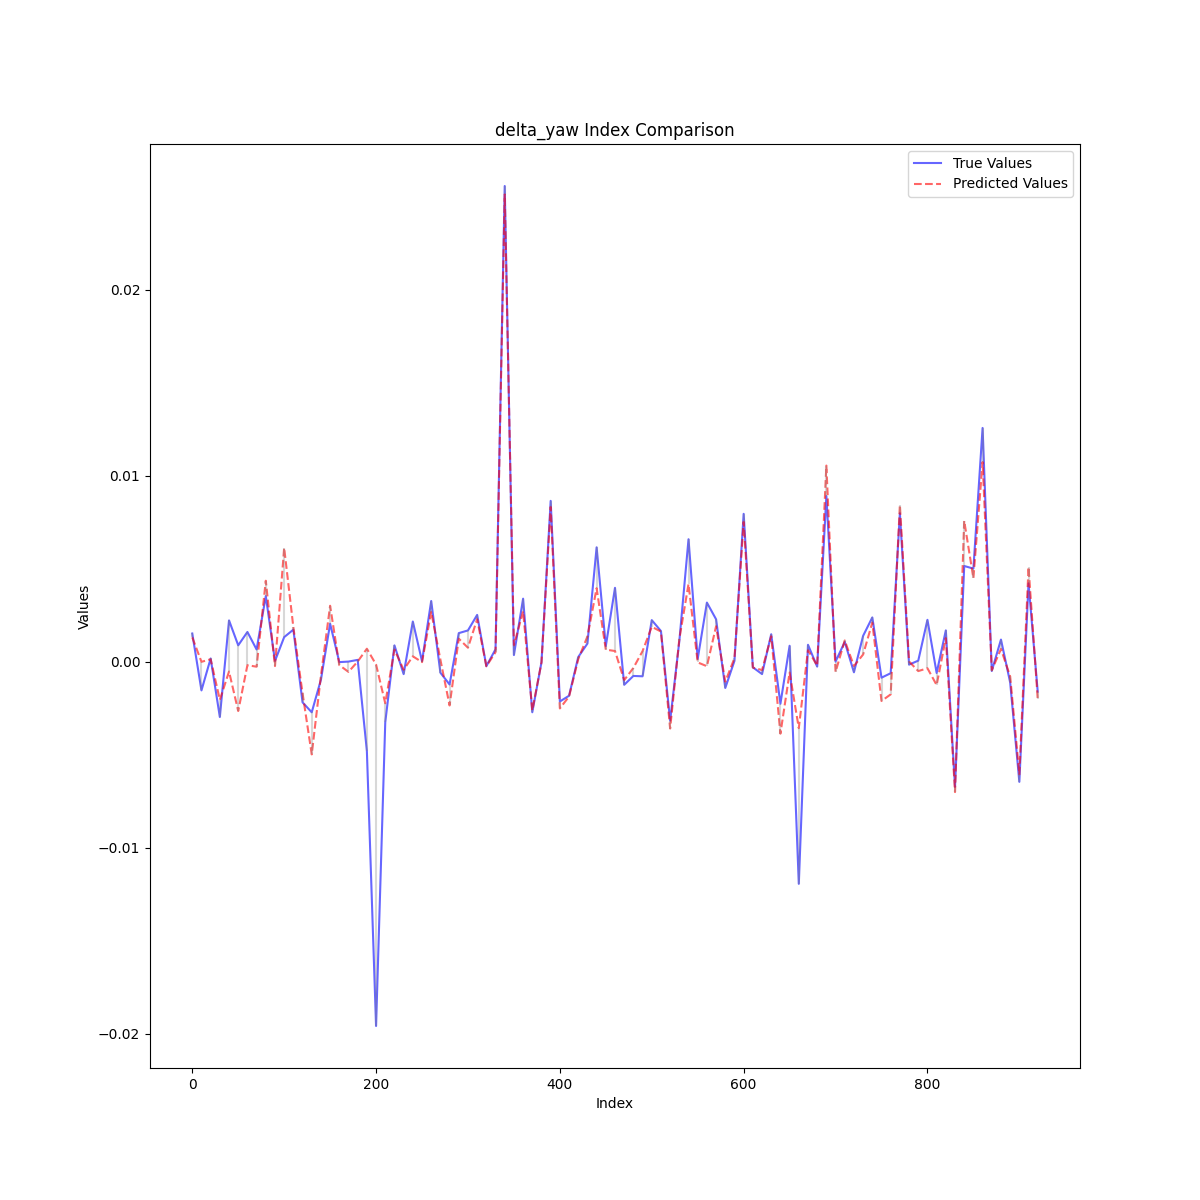 delta_yaw Index Comparison
True Values
Predicted Values
0.02
0.01
0.00
−0.01
−0.02
Values
0
200
400
600
800
Index